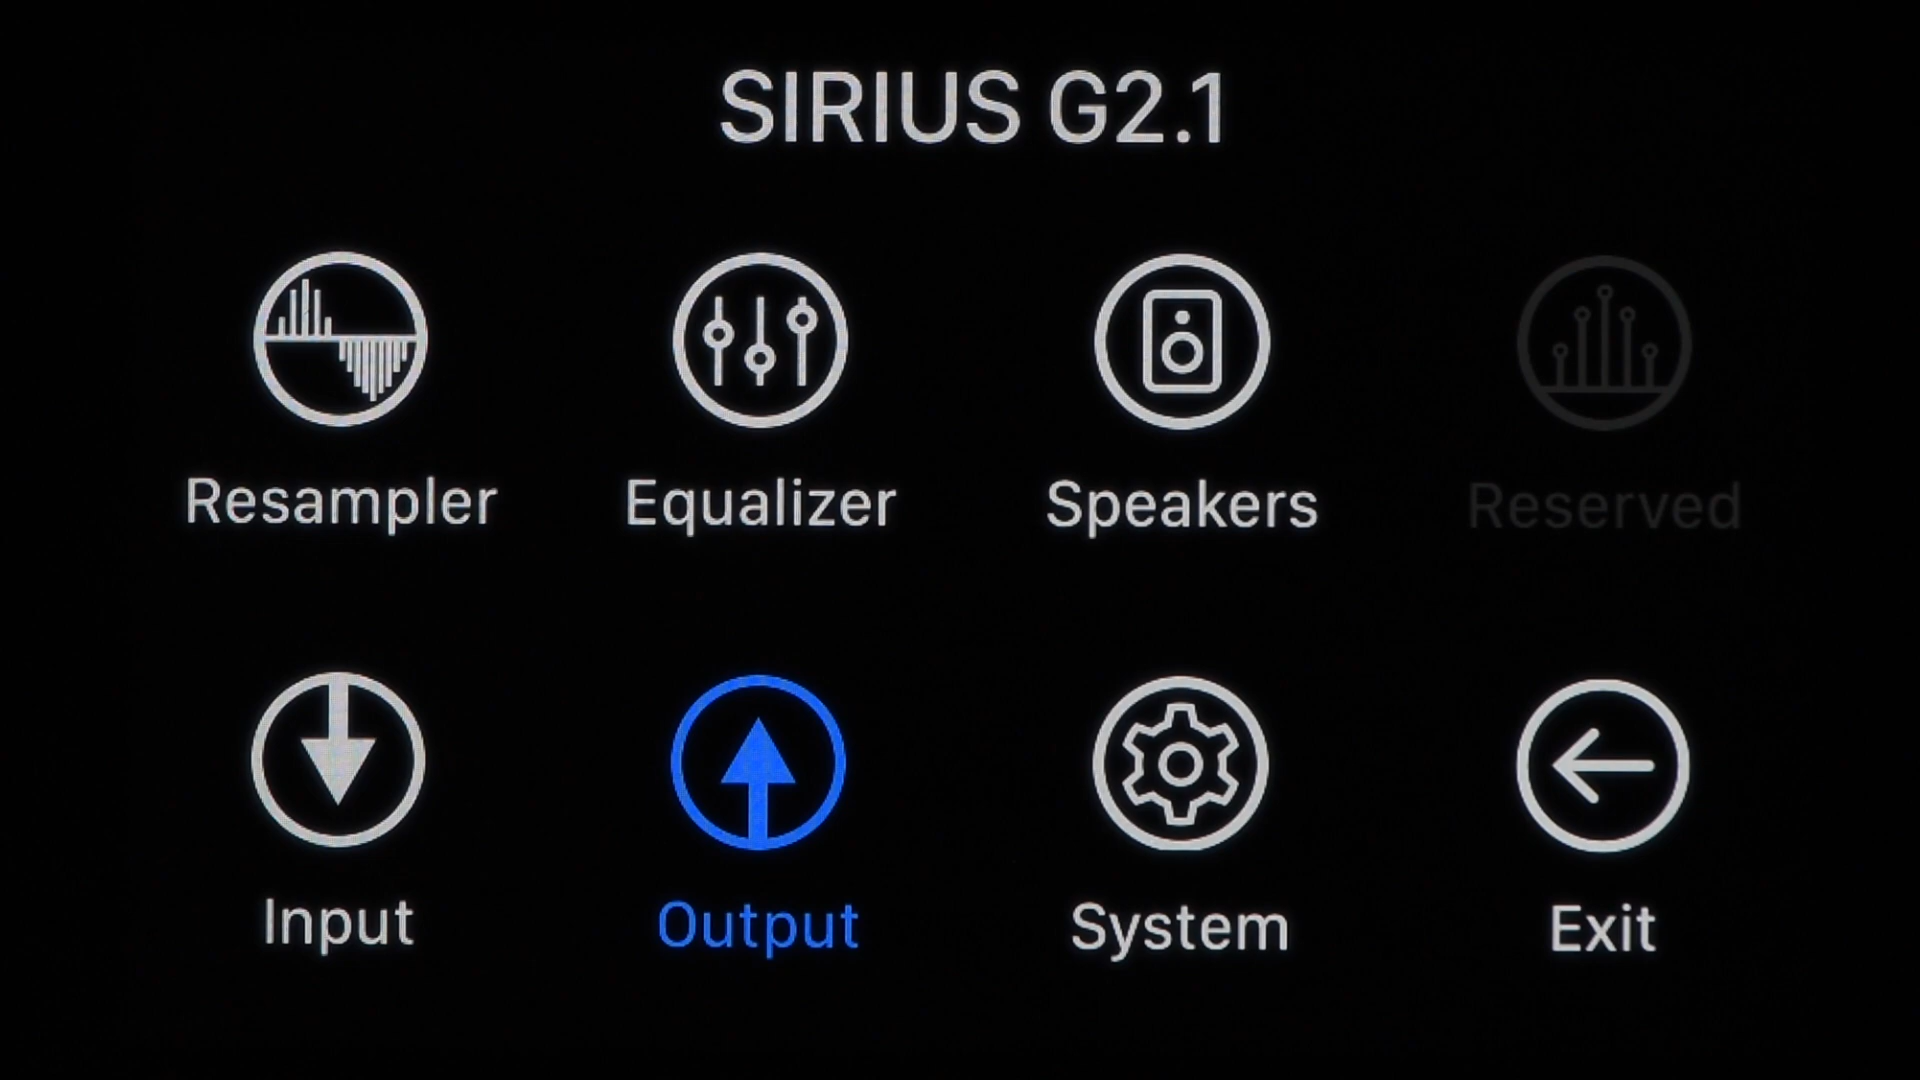 SIRIUS G2.1
Resampler Equalizer Speakers Reserved
Input Output System Exit